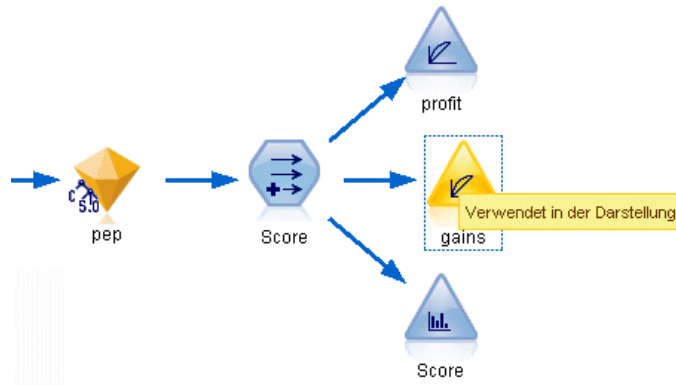 profit
C
5.0
pep
Score
Verwendet in der Darstellung
gains
Score